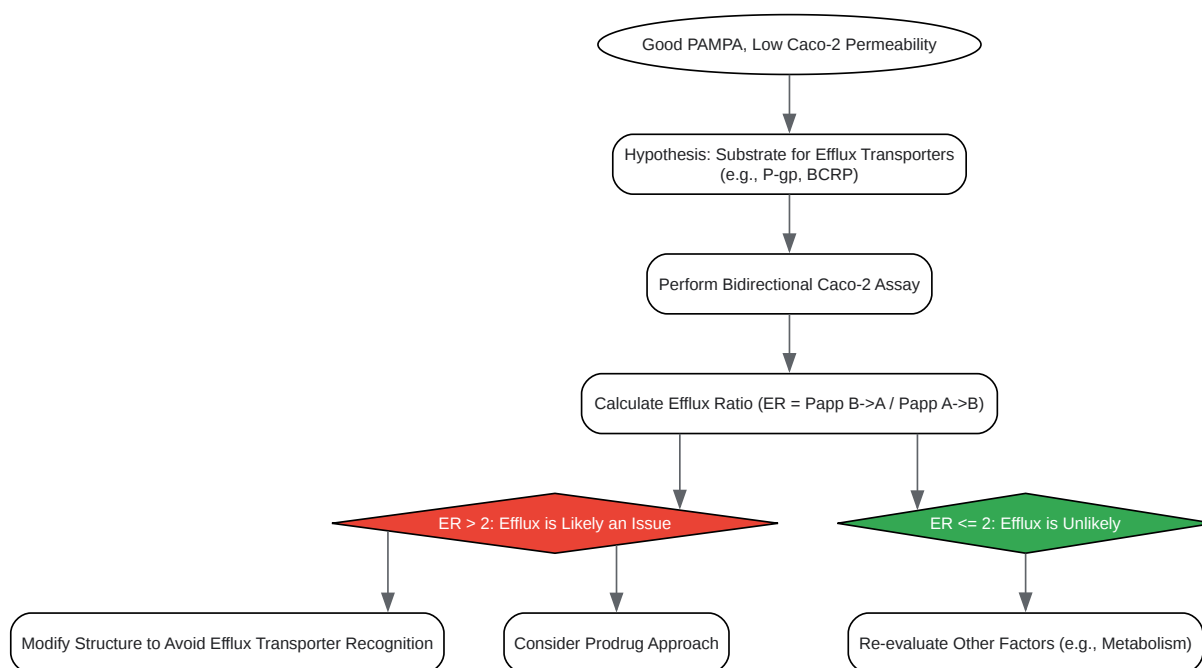 Good PAMPA, Low Caco-2 Permeability
Hypothesis: Substrate for Efflux Transporters
(e.g., P-gp, BCRP)
Perform Bidirectional Caco-2 Assay
Calculate Efflux Ratio (ER = Papp B->A / Papp A->B)
ER > 2: Efflux is Likely an Issue
ER <= 2: Efflux is Unlikely
Modify Structure to Avoid Efflux Transporter Recognition
Consider Prodrug Approach
Re-evaluate Other Factors (e.g., Metabolism)